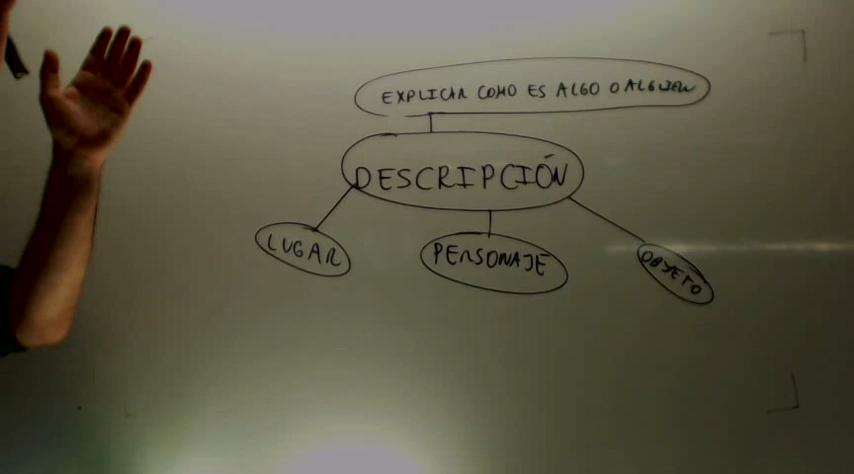 EXPLICAR COMO ES ALGO O ALGUIEN
DESCRIPCIÓN
LUGAR
PERSONAJE
OBJETO